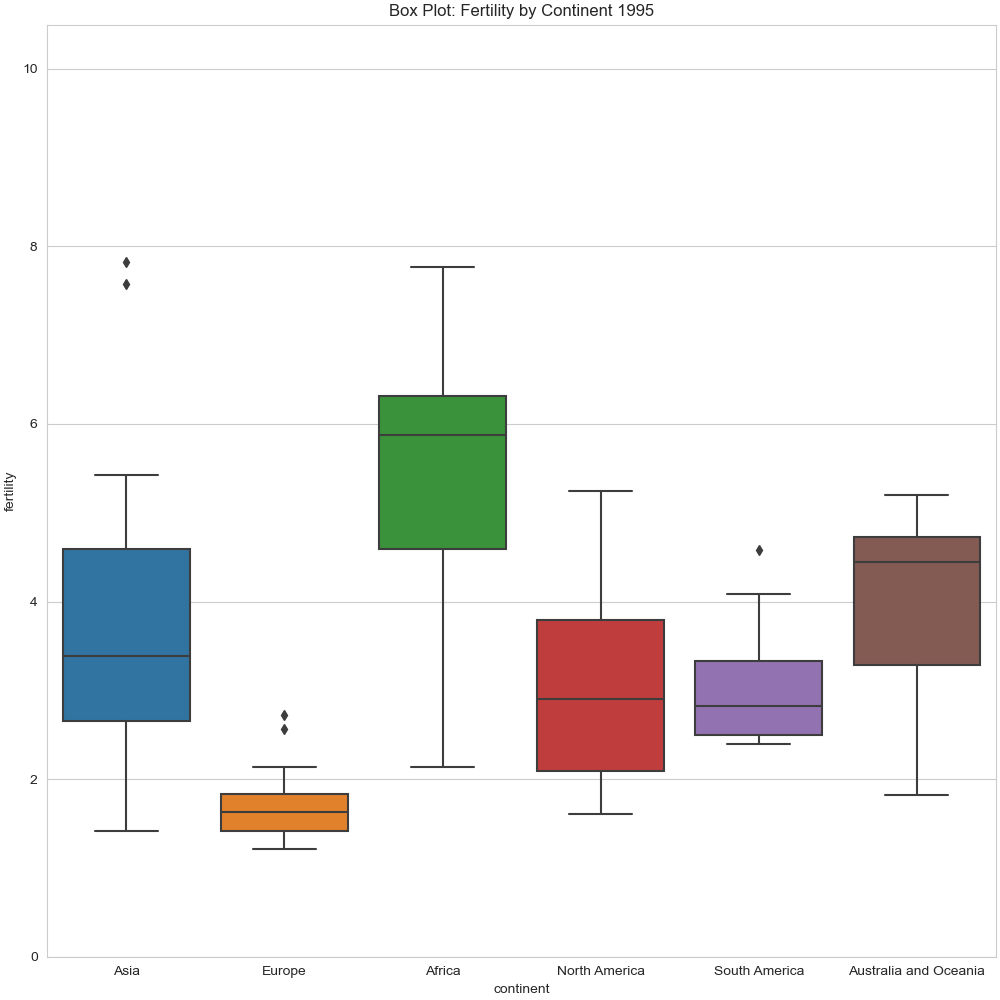 Box Plot: Fertility by Continent 1995
10
8
6
4
2
0
fertility
Asia
Europe
Africa
North America
South America
Australia and Oceania
continent